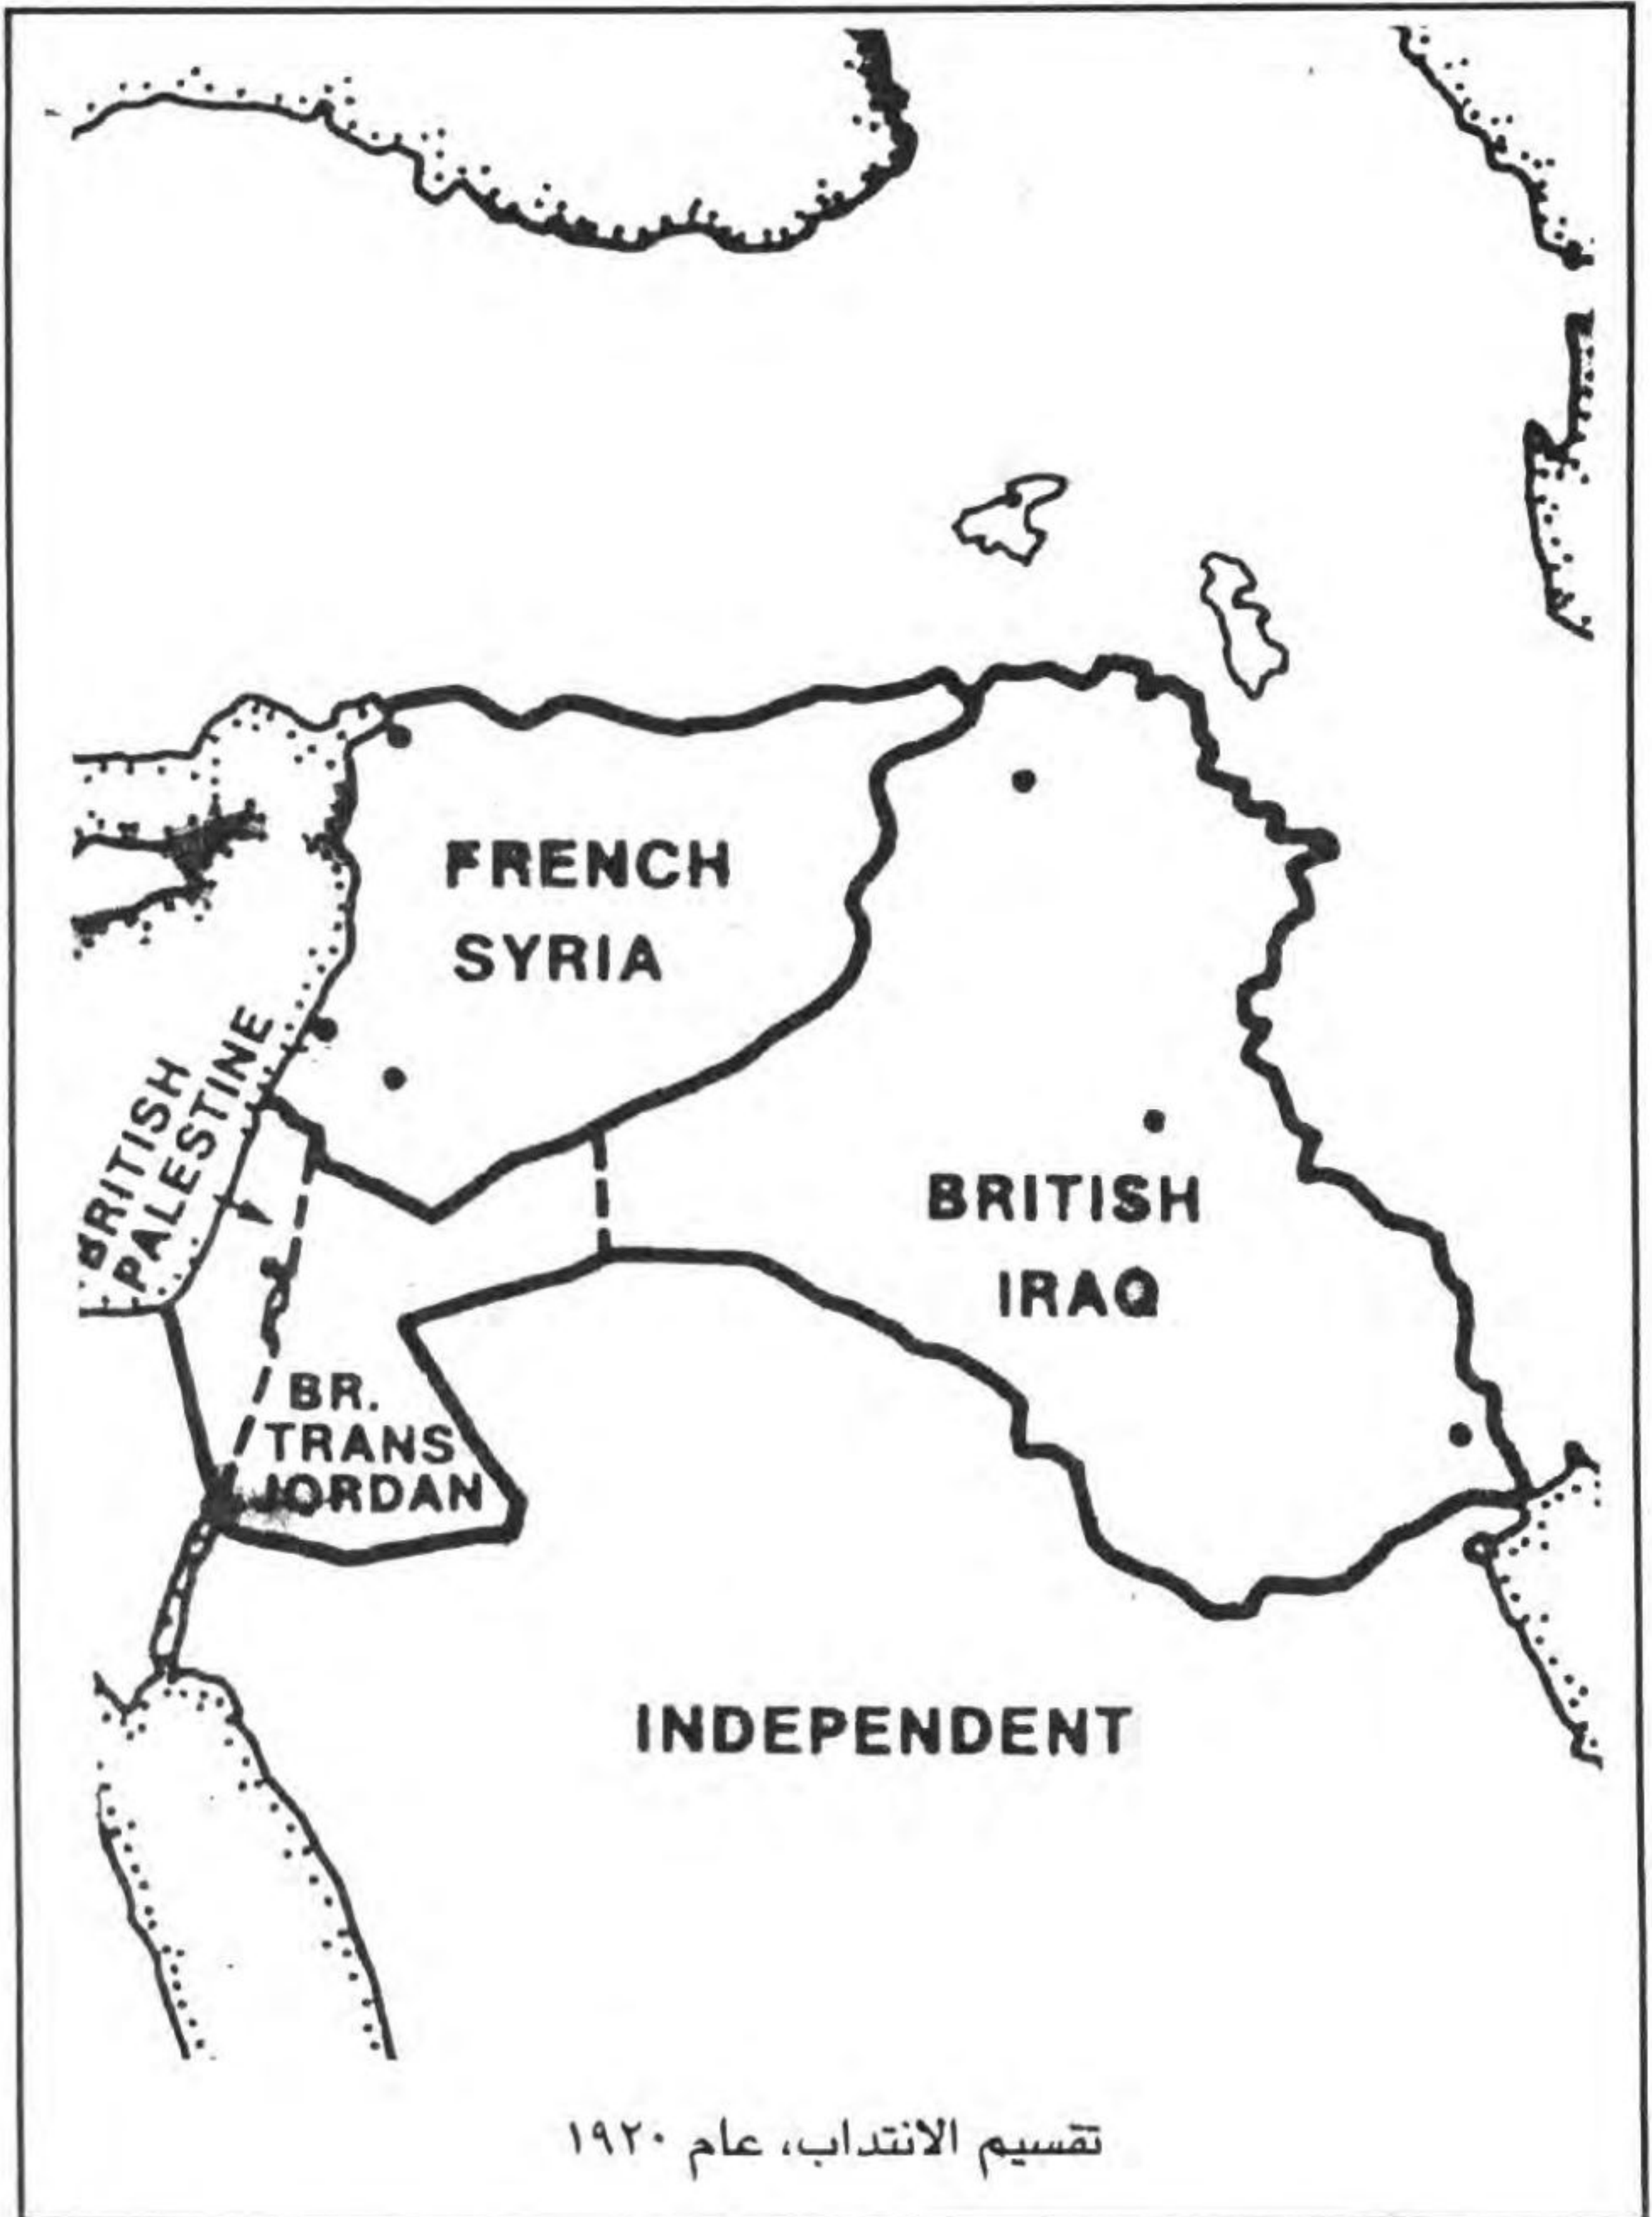 FRENCH
SYRIA
BRITISH
PALESTINE
BRITISH
IRAQ
BR.
TRANS
JORDAN
INDEPENDENT
تقسيم الانتداب، عام ١٩٢٠